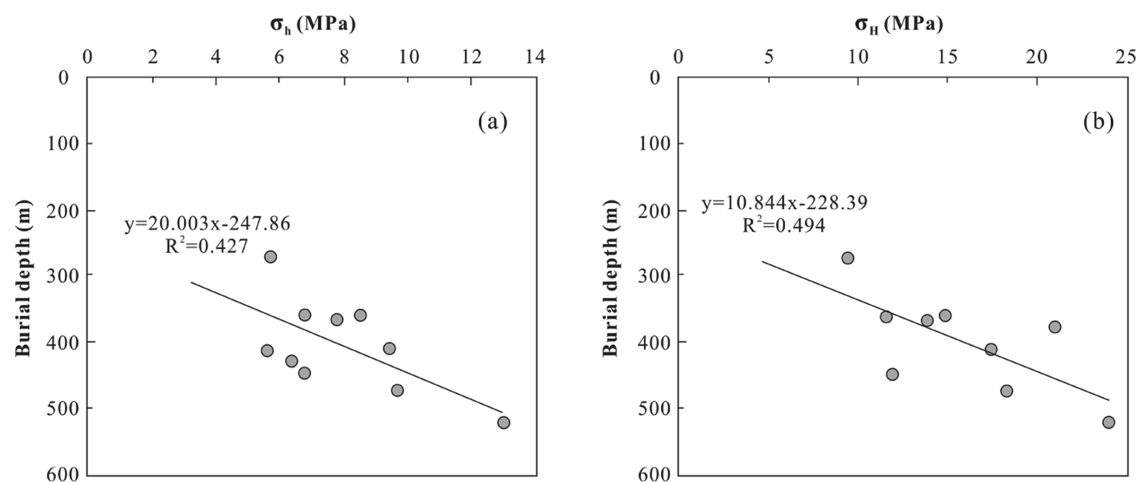 σh (MPa)
0 2 4 6 8 10 12 14
0
100
200
300
400
500
600
Burial depth (m)
(a)
y=20.003x-247.86
R²=0.427
σH (MPa)
0 5 10 15 20 25
0
100
200
300
400
500
600
Burial depth (m)
(b)
y=10.844x-228.39
R²=0.494